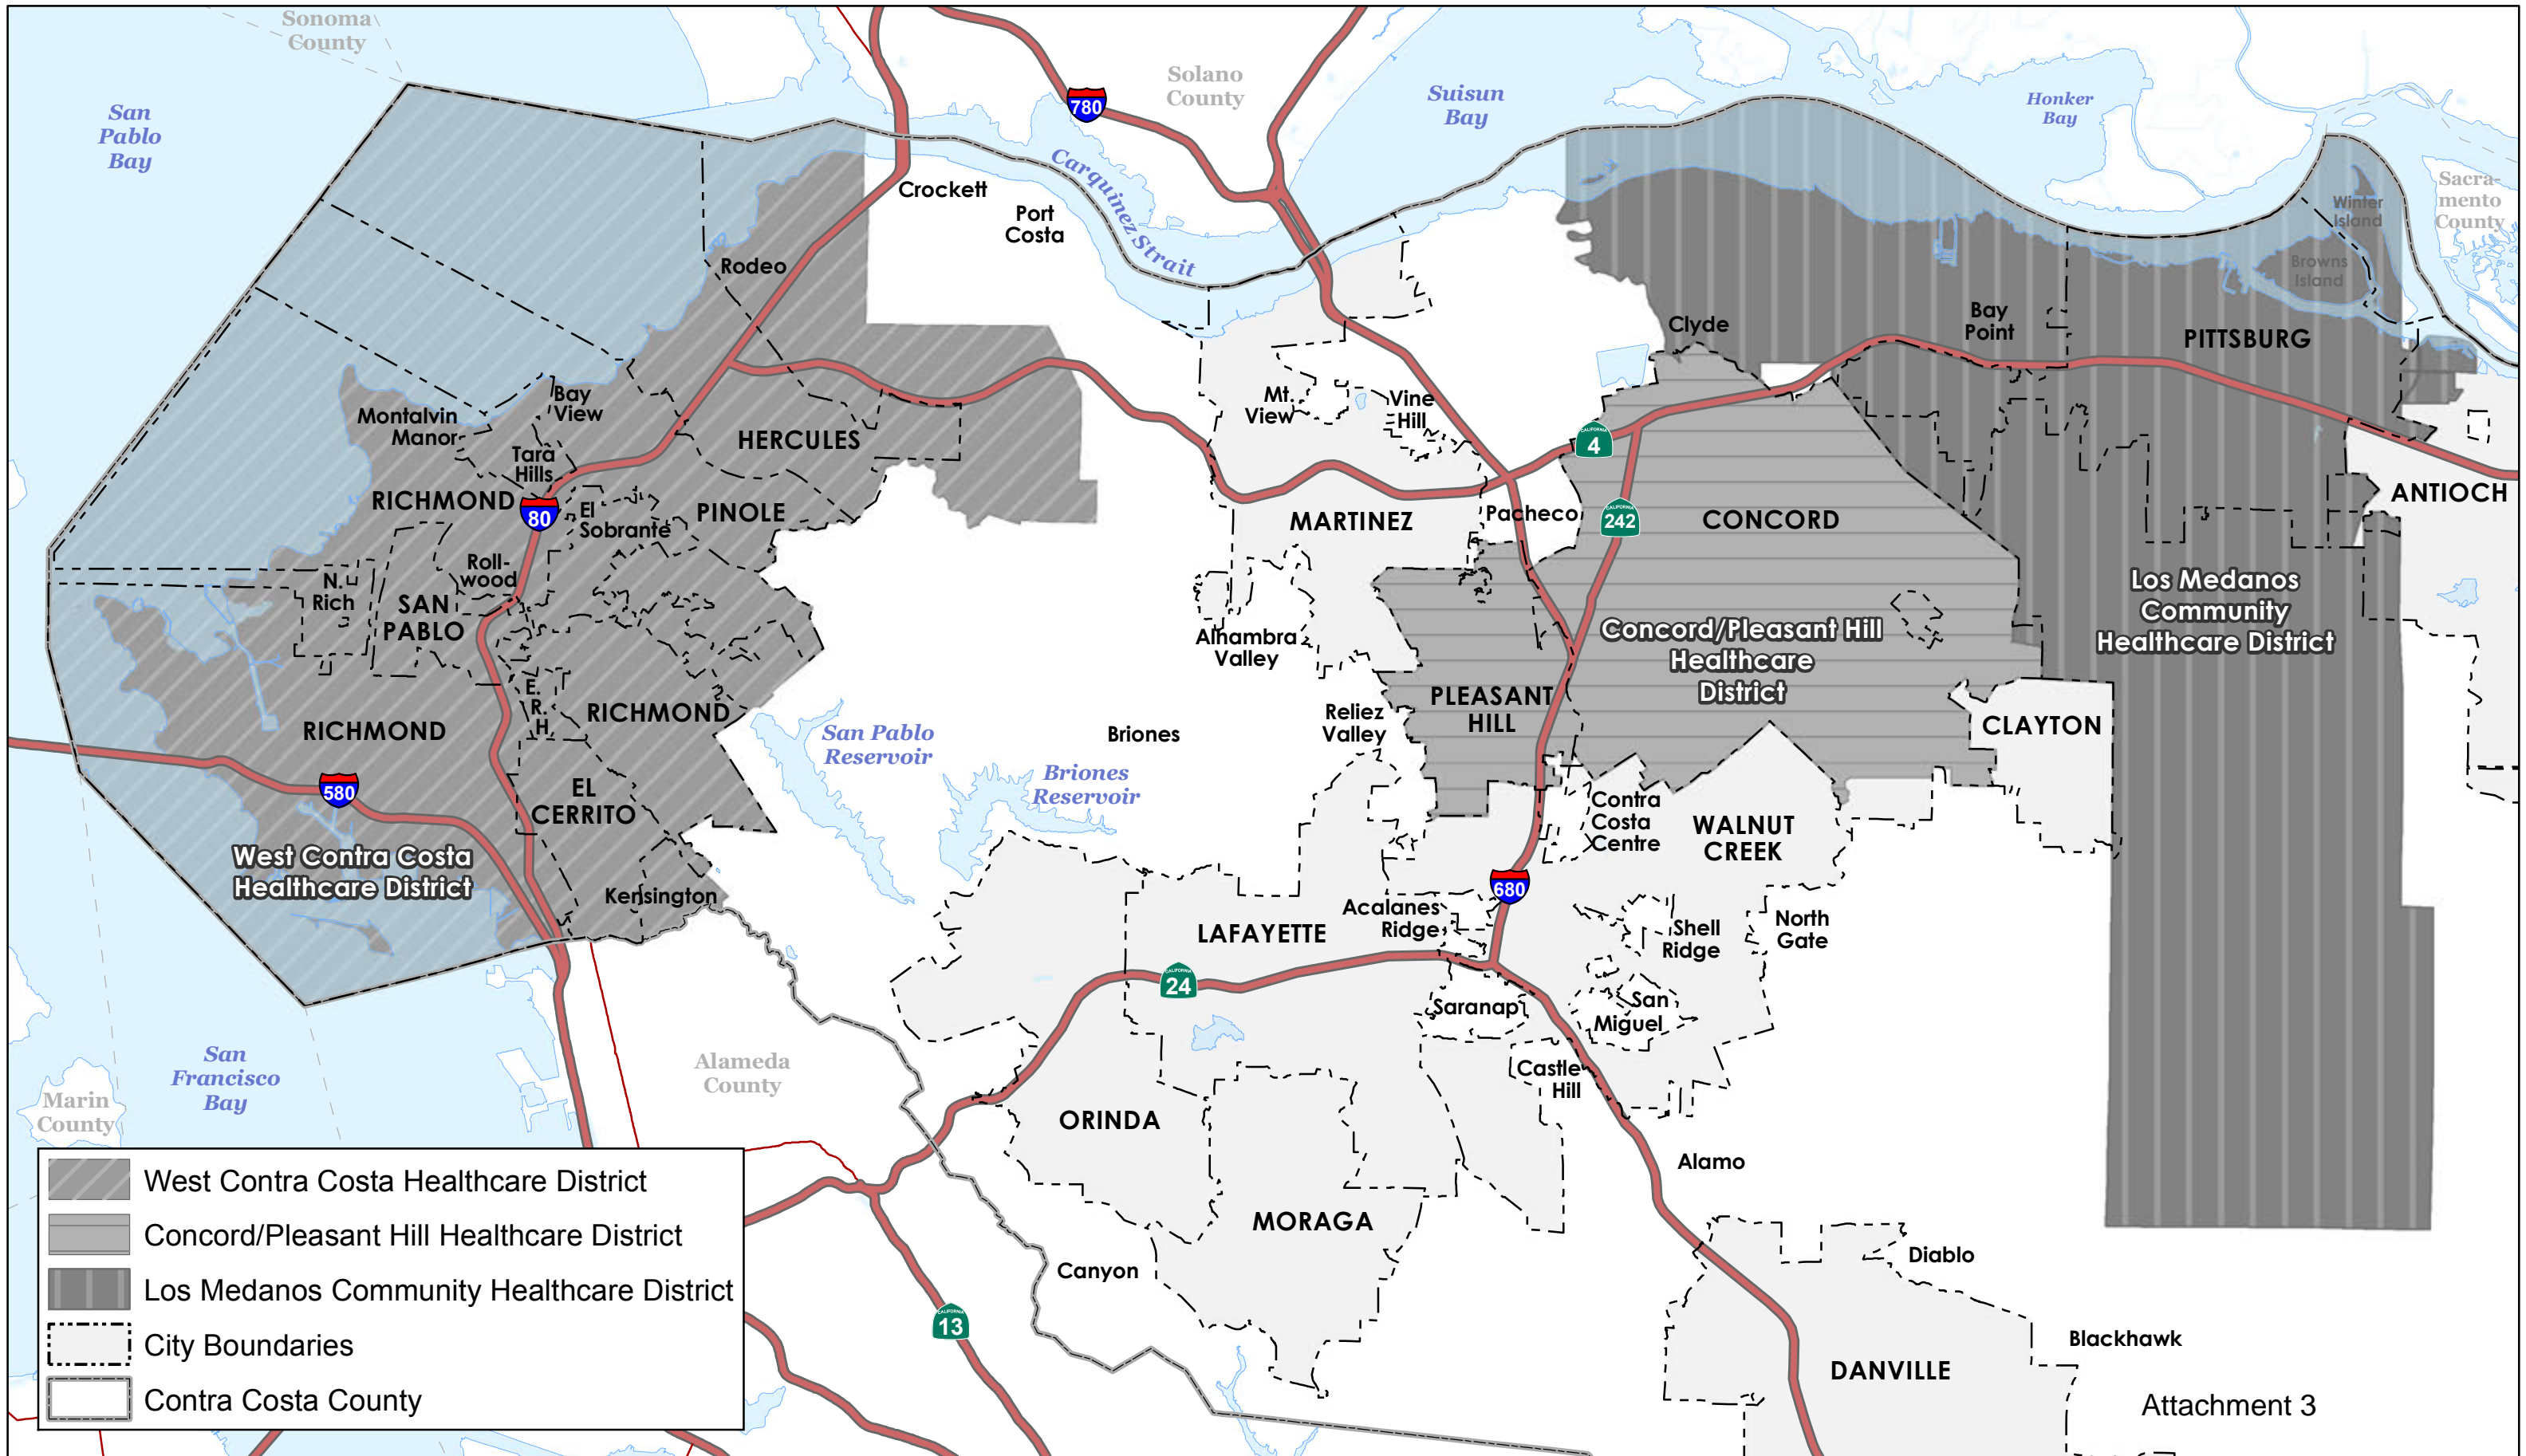 Sonoma
County
San
Pablo
Bay
780
Solano
County
Suisun
Bay
Honker
Bay
Carquinez Strait
Crockett
Port
Costa
Sacra-
mento
County
Winter
Island
Browns
Island
Rodeo
Clyde
Bay
Point
PITTSBURG
Bay
View
Montalvin
Manor
Tara
Hills
HERCULES
Mt.
View
Vine
Hill
CALIFORNIA
4
RICHMOND
80
El
Sobrante
PINOLE
MARTINEZ
Pacheco
CALIFORNIA
242
CONCORD
ANTIOCH
N.
Rich
SAN
PABLO
Roll-
wood
Alhambra
Valley
Concord/Pleasant Hill
Healthcare
District
Los Medanos
Community
Healthcare District
E.
R.
H.
RICHMOND
RICHMOND
San Pablo
Reservoir
Briones
Reliez
Valley
PLEASANT
HILL
CLAYTON
580
EL
CERRITO
Briones
Reservoir
Contra
Costa
Centre
WALNUT
CREEK
West Contra Costa
Healthcare District
Kensington
680
Acalanes
Ridge
LAFAYETTE
Shell
Ridge
North
Gate
CALIFORNIA
24
Saranap
San
Miguel
San
Francisco
Bay
Alameda
County
Marin
County
Castle
Hill
ORINDA
Alamo
MORAGA
Canyon
Diablo
CALIFORNIA
13
Blackhawk
DANVILLE
West Contra Costa Healthcare District
Concord/Pleasant Hill Healthcare District
Los Medanos Community Healthcare District
City Boundaries
Contra Costa County
Attachment 3